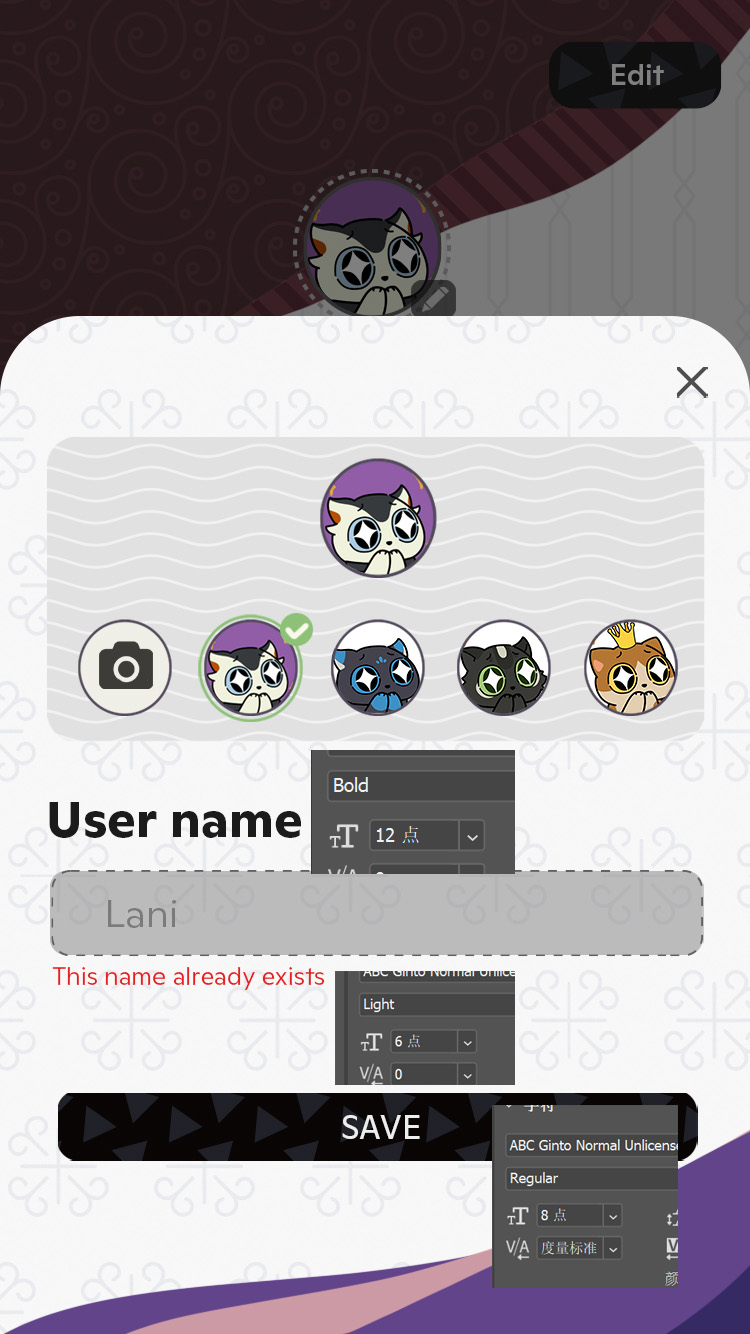 Edit
User name
Bold
12 点
Lani
This name already exists
ABC Ginto Normal Unlice
Light
6 点
V/A 0
SAVE
字符
ABC Ginto Normal Unlicens
Regular
8 点
V/A 度量标准
颜